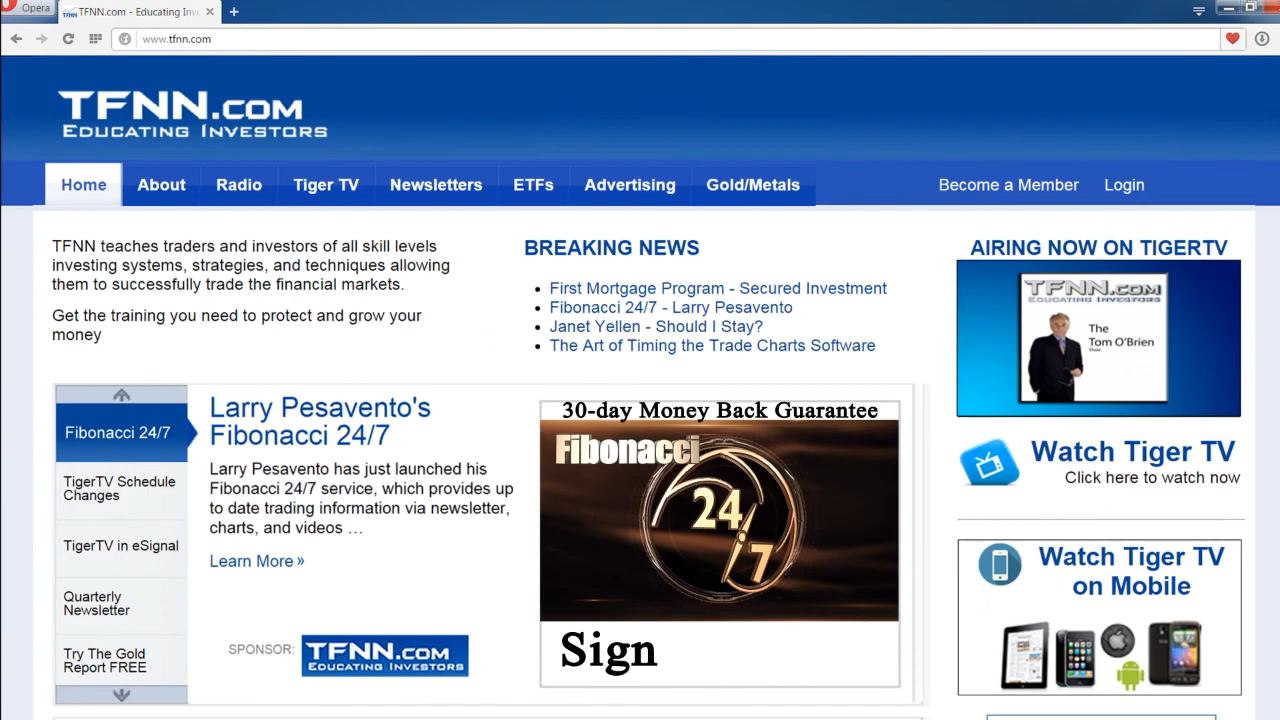 Opera
TFNN.com - Educating Inv
www.tfnn.com
TFNN.COM
EDUCATING INVESTORS
Home
About
Radio
Tiger TV
Newsletters
ETFs
Advertising
Gold/Metals
Become a Member
Login
TFNN teaches traders and investors of all skill levels
investing systems, strategies, and techniques allowing
them to successfully trade the financial markets.
Get the training you need to protect and grow your
money
BREAKING NEWS
First Mortgage Program - Secured Investment
Fibonacci 24/7 - Larry Pesavento
Janet Yellen - Should I Stay?
The Art of Timing the Trade Charts Software
AIRING NOW ON TIGERTV
TFNN.COM
EDUCATING INVESTORS
The
Tom O'Brien
Show
Watch Tiger TV
Click here to watch now
Watch Tiger TV
on Mobile
Fibonacci 24/7
TigerTV Schedule
Changes
TigerTV in eSignal
Quarterly
Newsletter
Try The Gold
Report FREE
Larry Pesavento's
Fibonacci 24/7
Larry Pesavento has just launched his
Fibonacci 24/7 service, which provides up
to date trading information via newsletter,
charts, and videos …
Learn More »
SPONSOR:
TFNN.COM
EDUCATING INVESTORS
30-day Money Back Guarantee
Fibonacci
24/7
Sign